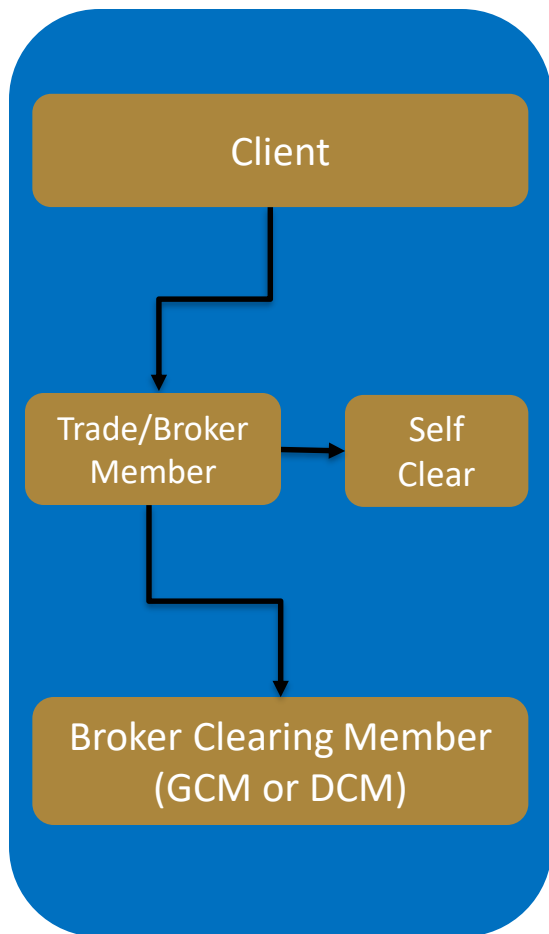 Client
Trade/Broker
Member
Self
Clear
Broker Clearing Member
(GCM or DCM)